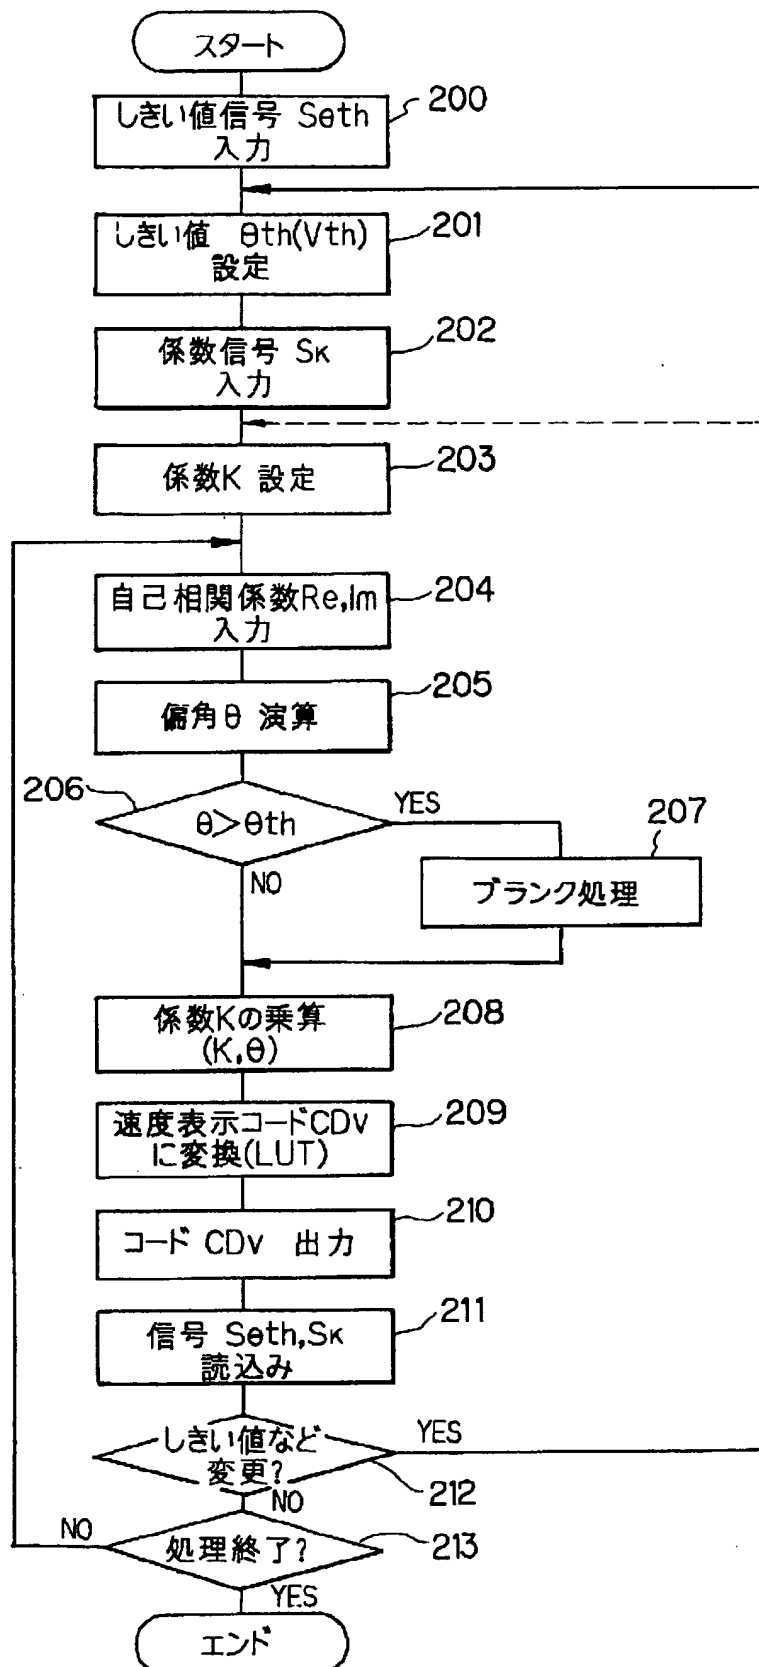 スタート
しきい値信号 Sθth
入力
200
しきい値 θth(Vth)
設定
201
係数信号 SK
入力
202
係数K 設定
203
自己相関係数Re,Im
入力
204
偏角θ 演算
205
206
θ>θth
YES
NO
207
ブランク処理
係数Kの乗算
(K,θ)
208
速度表示コードCDv
に変換(LUT)
209
コード CDv 出力
210
信号 Sθth,SK
読込み
211
しきい値など
変更?
YES
212
NO
処理終了?
NO
213
YES
エンド